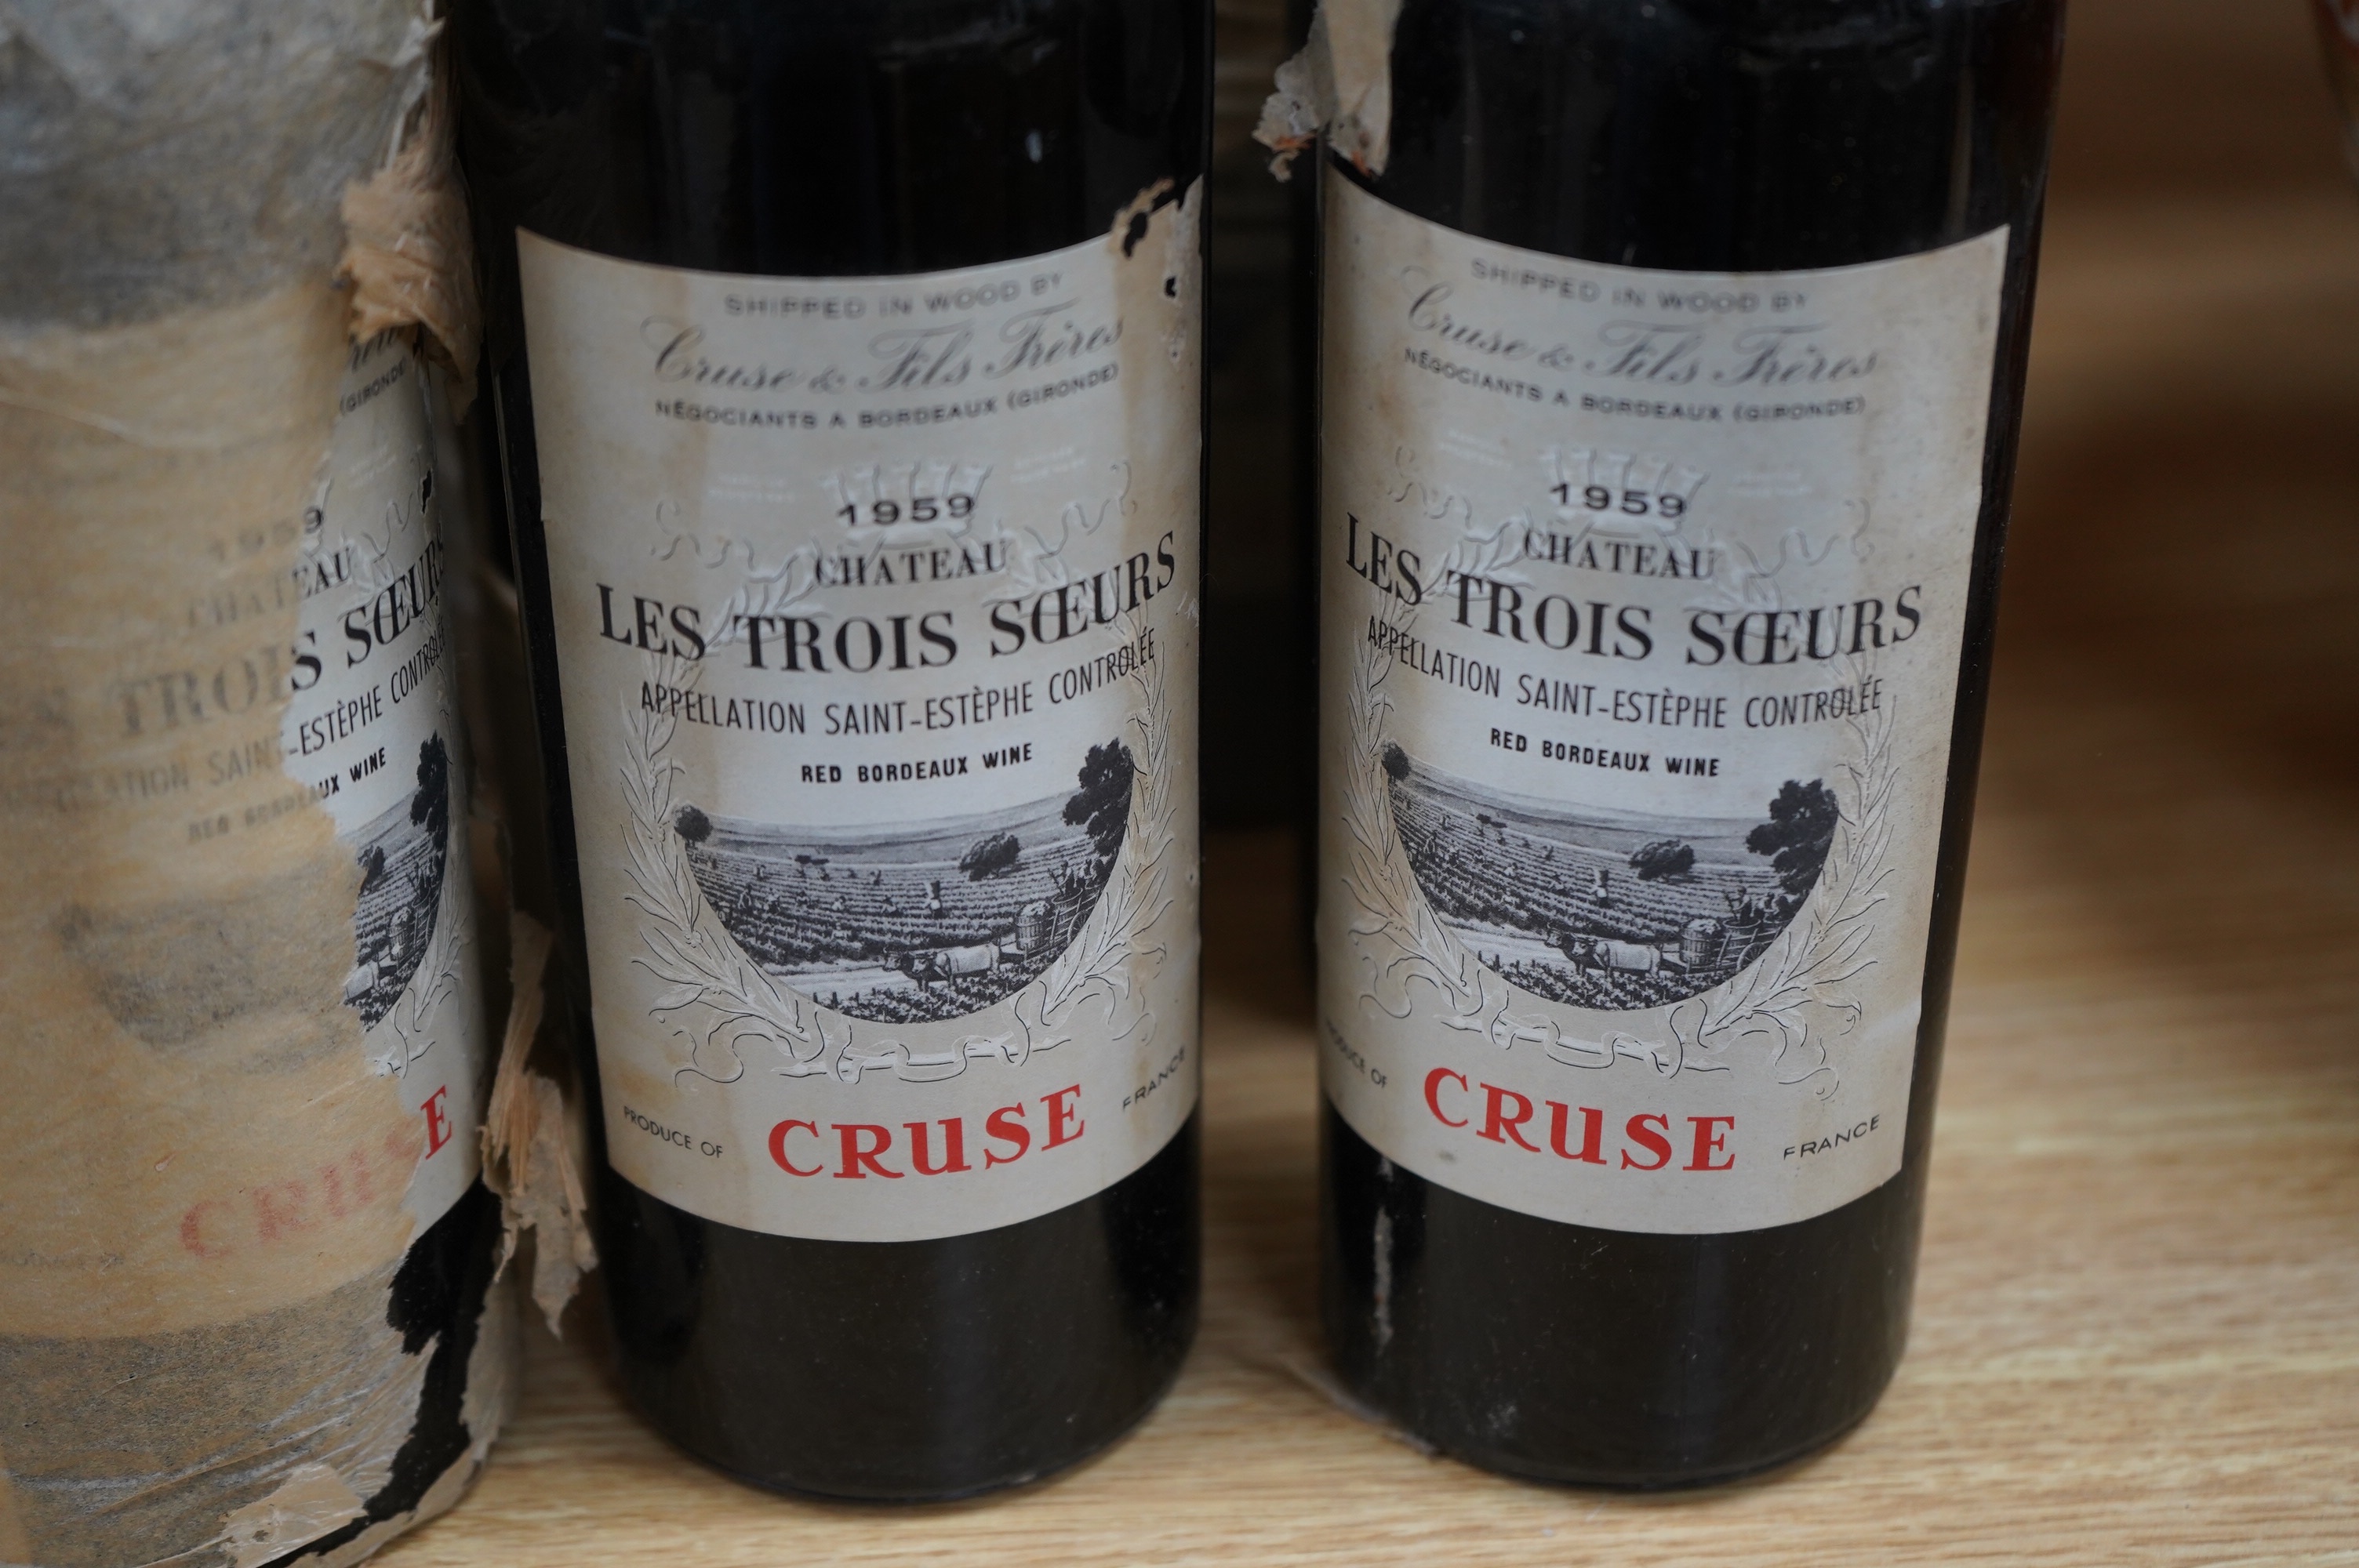 rères
(GIRONDE
1959
CHATEAU
S TROIS SŒURS
ATION SAINT-ESTÈPHE CONTROLÉE
RED BORDEAUX WINE
CRUSE
SHIPPED IN WOOD BY
Cruse & Fils Frères
NÉGOCIANTS A BORDEAUX (GIRONDE)
1959
CHATEAU
LES TROIS SŒURS
APPELLATION SAINT-ESTÈPHE CONTROLÉE
RED BORDEAUX WINE
PRODUCE OF CRUSE FRANCE
SHIPPED IN WOOD BY
Cruse & Fils Frères
NÉGOCIANTS A BORDEAUX (GIRONDE)
1959
CHATEAU
LES TROIS SŒURS
APPELLATION SAINT-ESTÈPHE CONTROLÉE
RED BORDEAUX WINE
PRODUCE OF CRUSE FRANCE